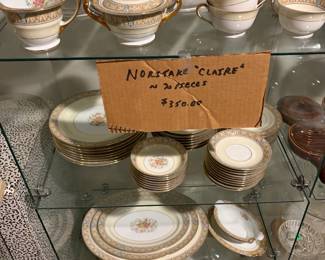 NORITAKE "CLAIRE"
~ 70 PIECES
$350.00